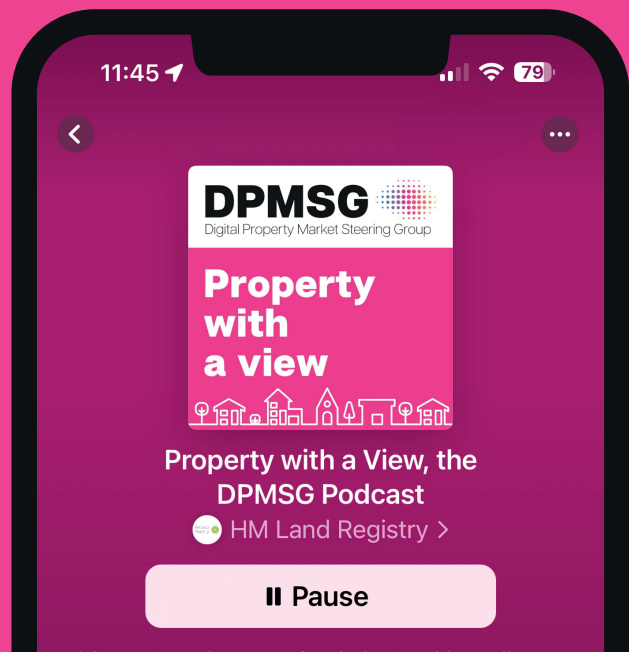 11:45
79
DPMSG
Digital Property Market Steering Group
Property
with
a view
Property with a View, the
DPMSG Podcast
HM Land Registry
Pause